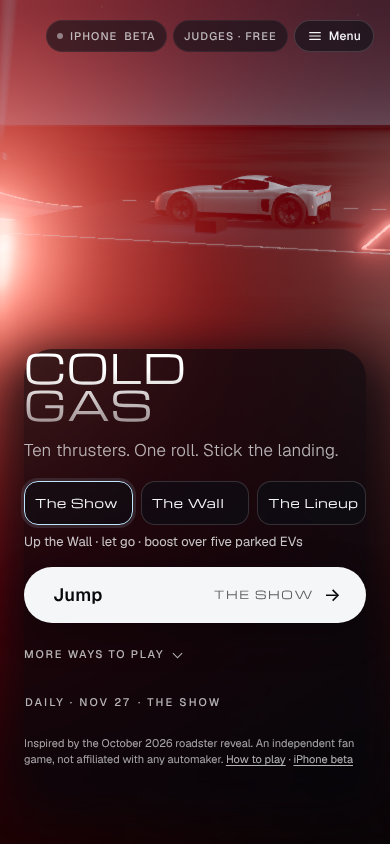 IPHONE BETA
JUDGES · FREE
Menu
COLD
GAS
Ten thrusters. One roll. Stick the landing.
The Show
The Wall
The Lineup
Up the Wall · let go · boost over five parked EVs
Jump
THE SHOW
MORE WAYS TO PLAY
DAILY · NOV 27 · THE SHOW
Inspired by the October 2026 roadster reveal. An independent fan
game, not affiliated with any automaker. How to play · iPhone beta